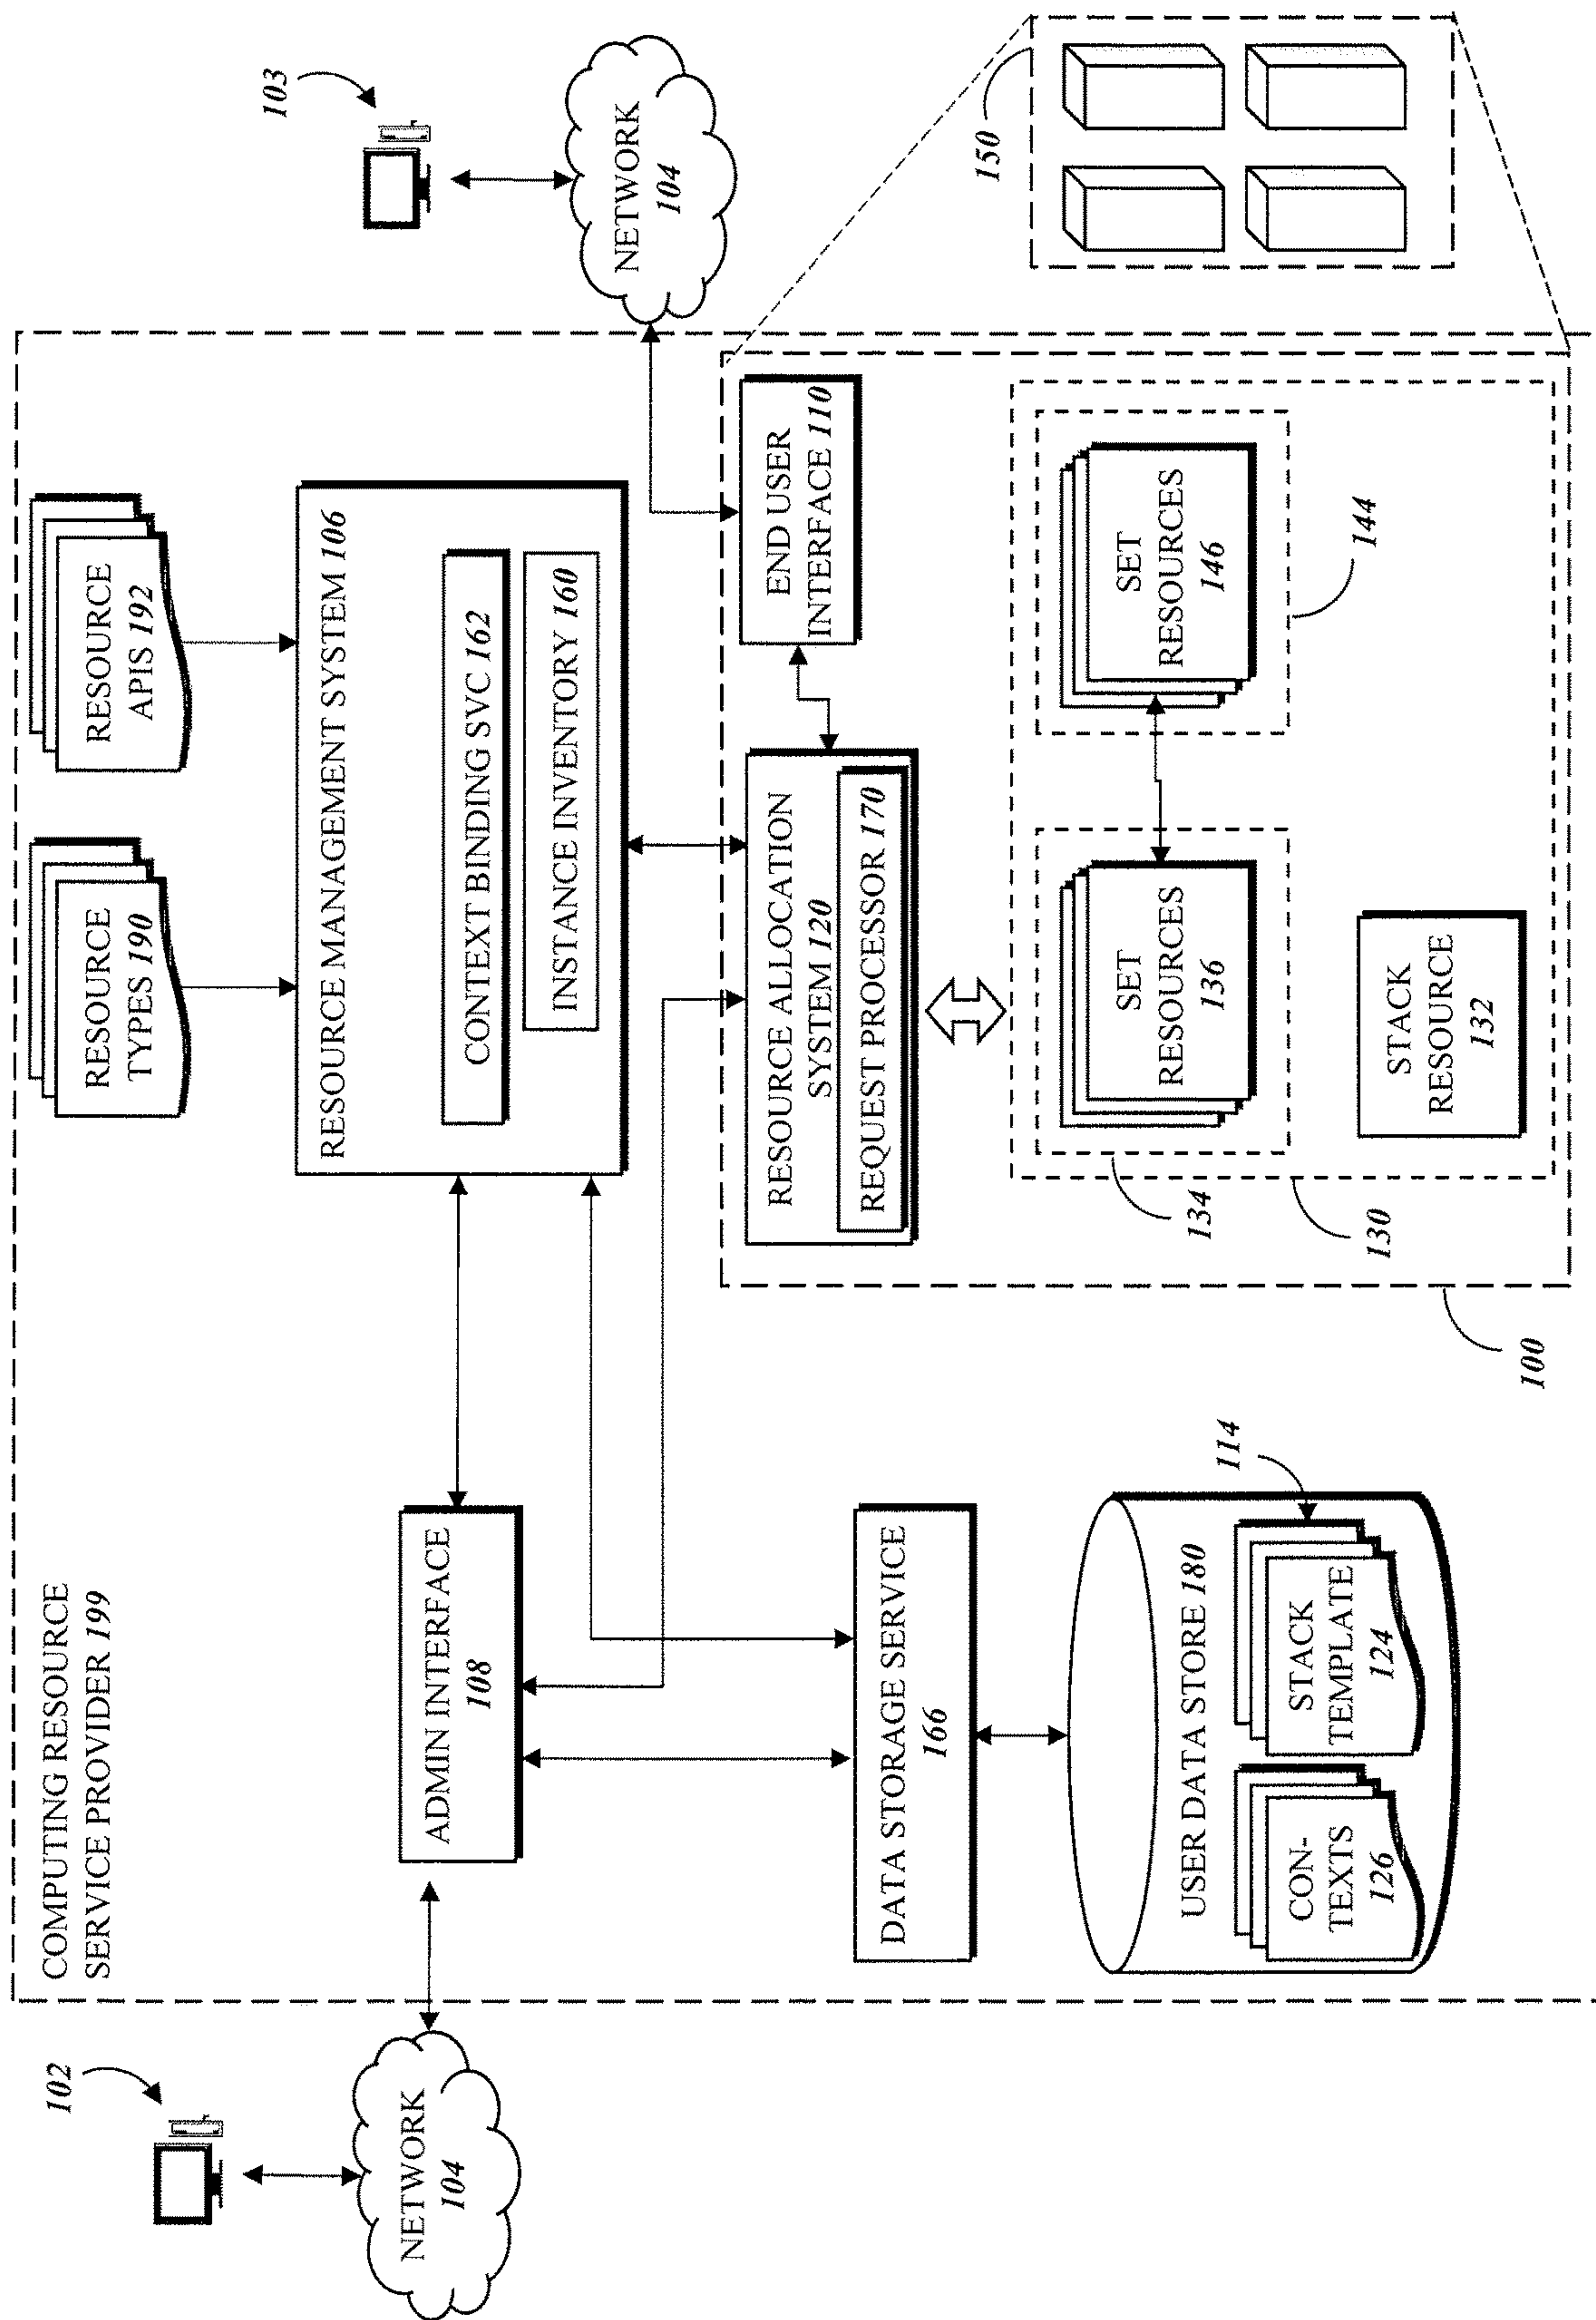 COMPUTING RESOURCE
SERVICE PROVIDER 199
102
NETWORK
104
ADMIN INTERFACE
108
DATA STORAGE SERVICE
166
USER DATA STORE 180
CON-
TEXTS
126
STACK
TEMPLATE
124
114
RESOURCE
TYPES 190
RESOURCE
APIS 192
RESOURCE MANAGEMENT SYSTEM 106
CONTEXT BINDING SVC 162
INSTANCE INVENTORY 160
103
NETWORK
104
RESOURCE ALLOCATION
SYSTEM 120
REQUEST PROCESSOR 170
END USER
INTERFACE 110
SET
RESOURCES
136
SET
RESOURCES
146
STACK
RESOURCE
132
134
130
144
100
150